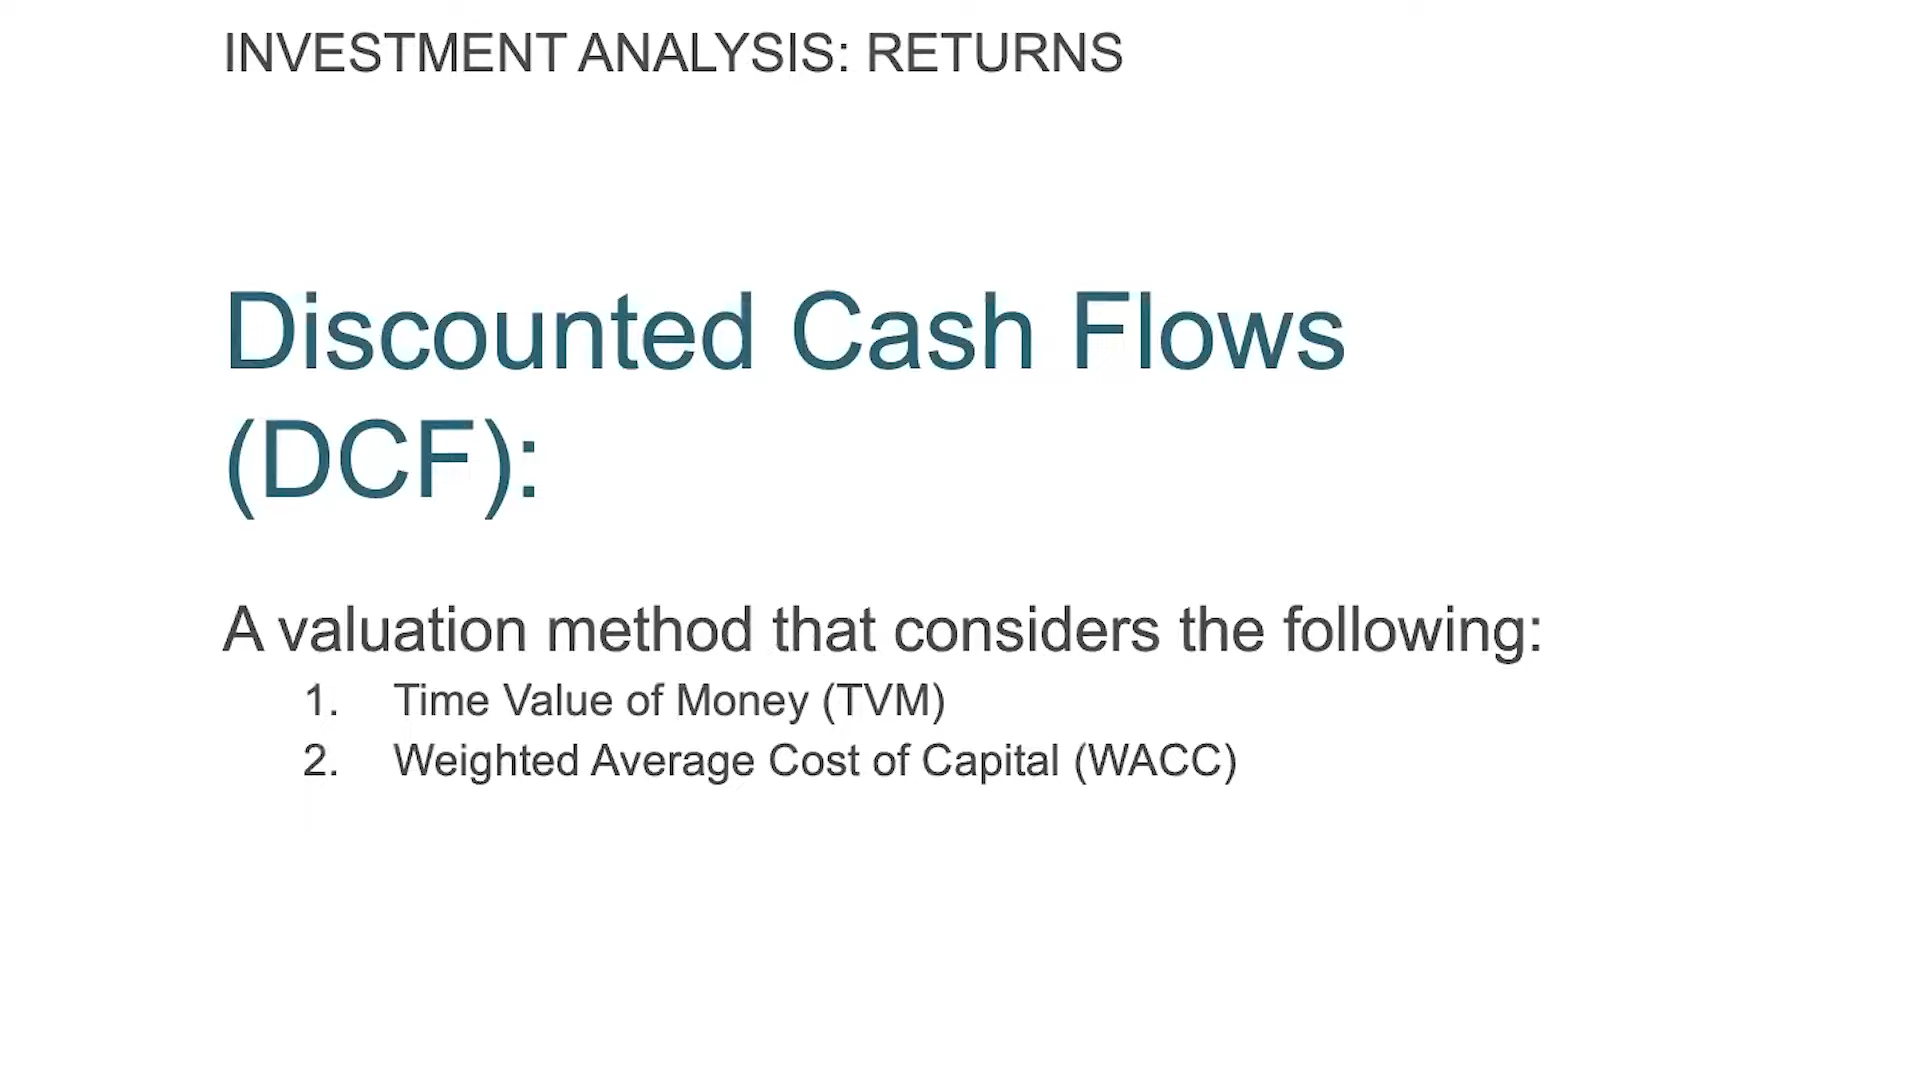 INVESTMENT ANALYSIS: RETURNS
Discounted Cash Flows
(DCF):
A valuation method that considers the following:
1. Time Value of Money (TVM)
2. Weighted Average Cost of Capital (WACC)